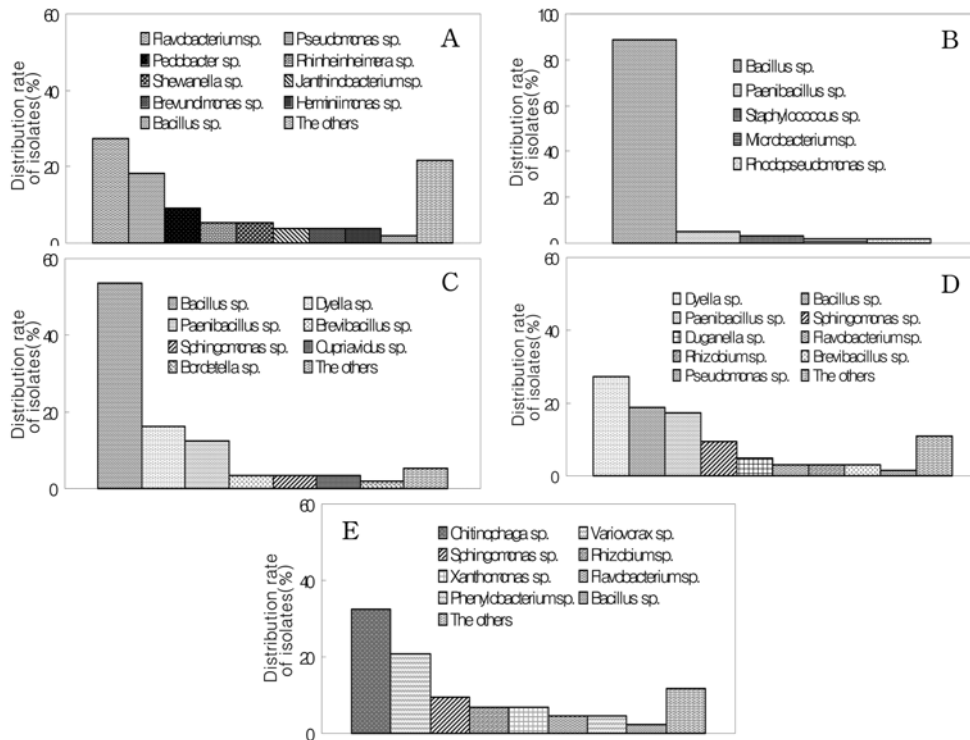 Distribution rate
of isolates(%)
60
40
20
0
Flavobacterium sp.
Pseudomonas sp.
Pedobacter sp.
Rhinheinheimera sp.
Shewanella sp.
Janthinobacterium sp.
Brevundimonas sp.
Herminiimonas sp.
Bacillus sp.
The others
A
Distribution rate
of isolates(%)
100
80
60
40
20
0
Bacillus sp.
Paenibacillus sp.
Staphylococcus sp.
Microbacterium sp.
Rhodopseudomonas sp.
B
Distribution rate
of isolates(%)
60
40
20
0
Bacillus sp.
Dyella sp.
Paenibacillus sp.
Brevibacillus sp.
Sphingomonas sp.
Cupriavidus sp.
Bordetella sp.
The others
C
Distribution rate
of isolates(%)
60
40
20
0
Dyella sp.
Bacillus sp.
Paenibacillus sp.
Sphingomonas sp.
Duganella sp.
Flavobacterium sp.
Rhizobium sp.
Brevibacillus sp.
Pseudomonas sp.
The others
D
Distribution rate
of isolates(%)
60
40
20
0
E
Chitinophaga sp.
Variovorax sp.
Sphingomonas sp.
Rhizobium sp.
Xanthomonas sp.
Flavobacterium sp.
Phenylobacterium sp.
Bacillus sp.
The others